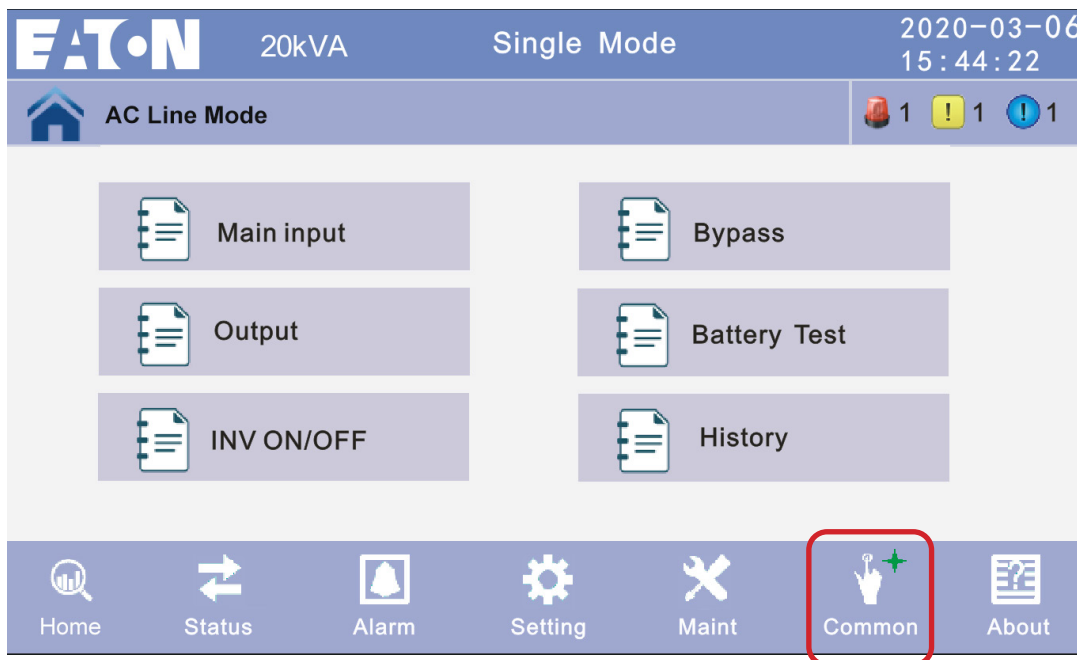 EATON 20kVA Single Mode 2020-03-06
15:44:22
AC Line Mode 1 ! 1 ! 1
Main input Bypass
Output Battery Test
INV ON/OFF History
Home Status Alarm Setting Maint Common About